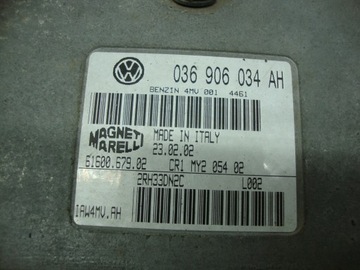 036 906 034 AH
BENZIN 4MV 001 4461
MAGNETI MARELLI
MADE IN ITALY
23.02.02
61600.679.02 CR1 MY2 054 02
2RH33DN2C L002
IAW4MV.AH